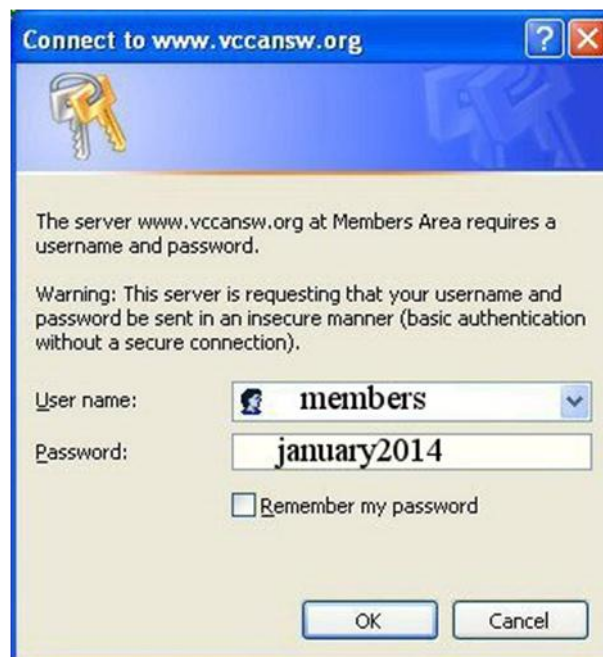 Connect to www.vccansw.org
The server www.vccansw.org at Members Area requires a
username and password.
Warning: This server is requesting that your username and
password be sent in an insecure manner (basic authentication
without a secure connection).
User name: members
Password: january2014
Remember my password
OK Cancel